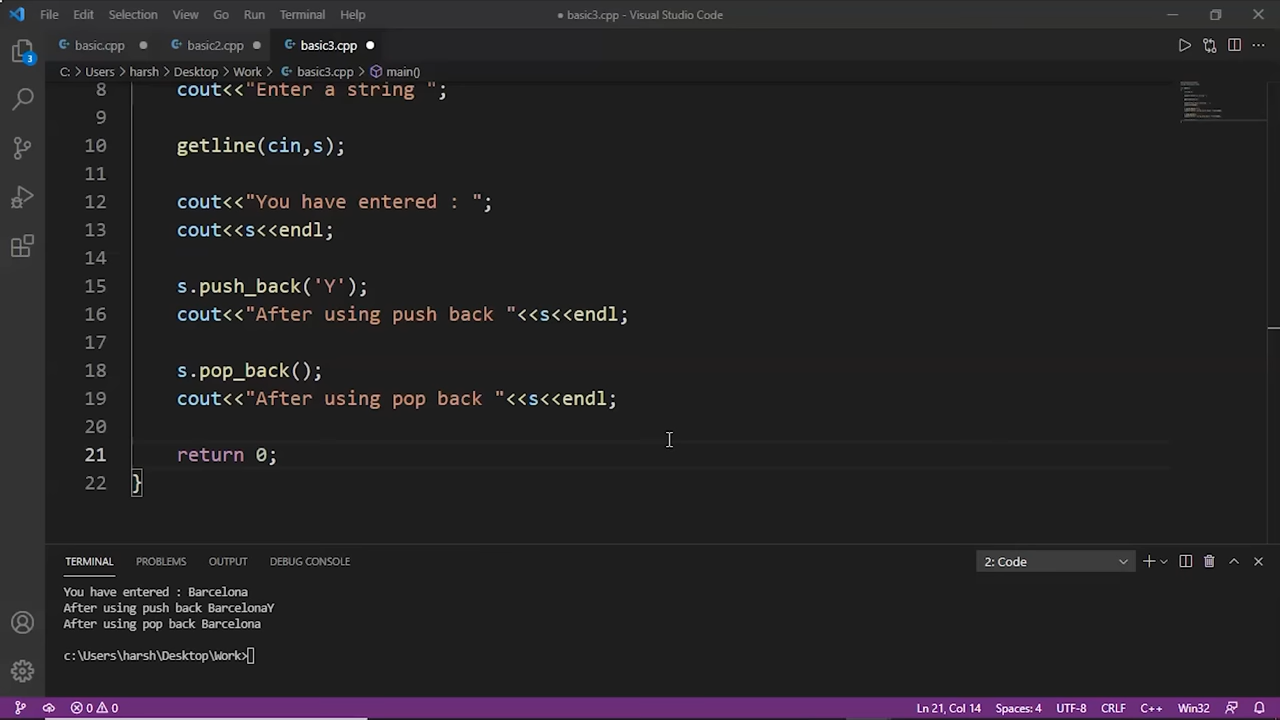 File Edit Selection View Go Run Terminal Help ● basic3.cpp - Visual Studio Code
basic.cpp basic2.cpp basic3.cpp
C: > Users > harsh > Desktop > Work > basic3.cpp > main()
8 cout<<"Enter a string ";
9
10 getline(cin,s);
11
12 cout<<"You have entered : ";
13 cout<<s<<endl;
14
15 s.push_back('Y');
16 cout<<"After using push back "<<s<<endl;
17
18 s.pop_back();
19 cout<<"After using pop back "<<s<<endl;
20
21 return 0;
22 }
3
TERMINAL PROBLEMS OUTPUT DEBUG CONSOLE 2: Code
You have entered : Barcelona
After using push back BarcelonaY
After using pop back Barcelona
c:\Users\harsh\Desktop\Work>
0 0 Ln 21, Col 14 Spaces: 4 UTF-8 CRLF C++ Win32